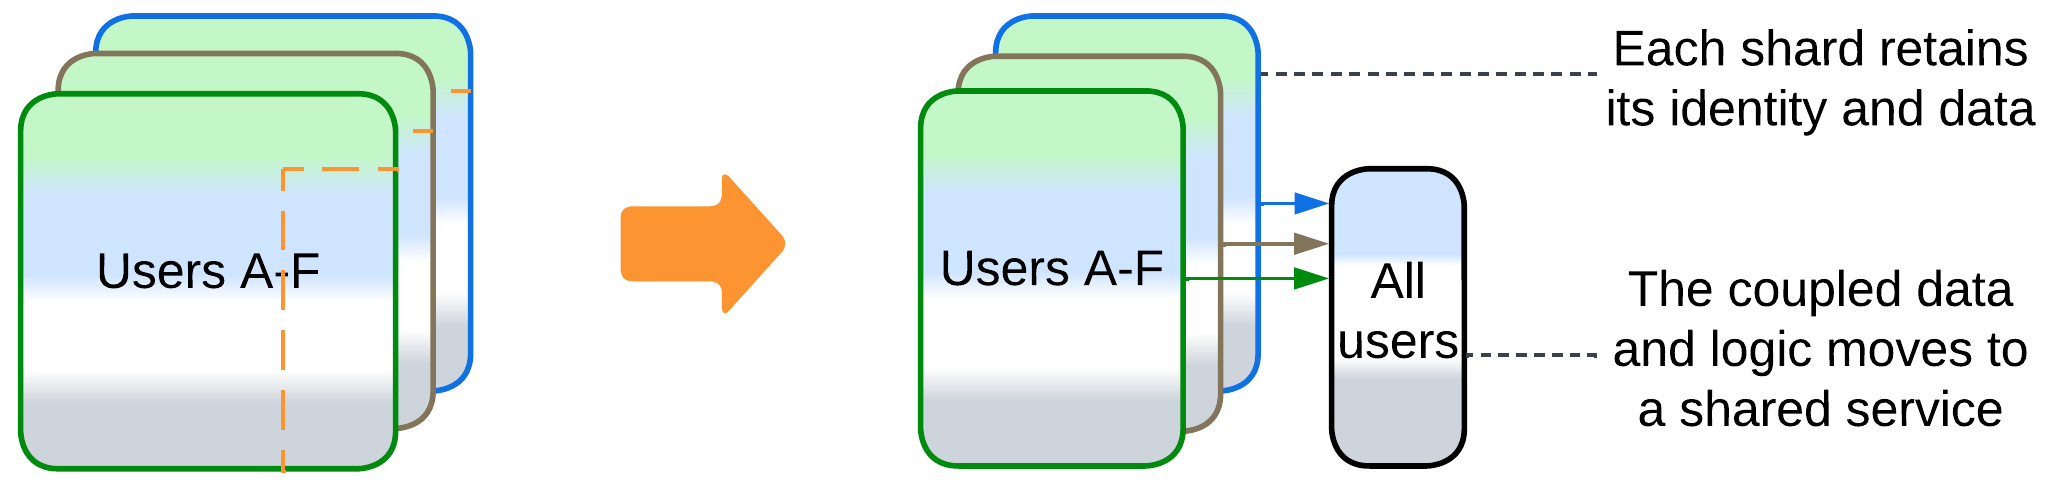 Users A-F
Users A-F
Each shard retains
its identity and data
All
users
The coupled data
and logic moves to
a shared service